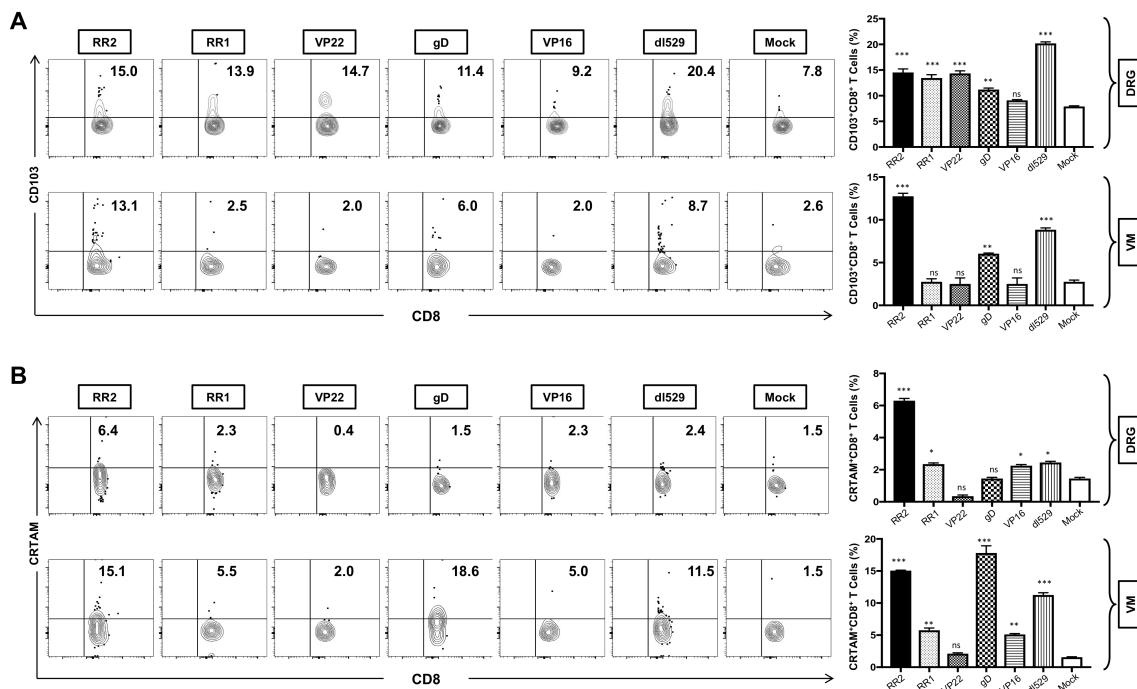 A
RR2 RR1 VP22 gD VP16 dl529 Mock
15.0 13.9 14.7 11.4 9.2 20.4 7.8
13.1 2.5 2.0 6.0 2.0 8.7 2.6
CD103
CD8
CD103+CD8+ T Cells (%)
25
20
15
10
5
0
*** *** *** ** ns *** 
RR2 RR1 VP22 gD VP16 dl529 Mock
DRG
CD103+CD8+ T Cells (%)
15
10
5
0
*** ns ns ** ns ***
RR2 RR1 VP22 gD VP16 dl529 Mock
VM
B
RR2 RR1 VP22 gD VP16 dl529 Mock
6.4 2.3 0.4 1.5 2.3 2.4 1.5
15.1 5.5 2.0 18.6 5.0 11.5 1.5
CRTAM
CD8
CRTAM+CD8+ T Cells (%)
8
6
4
2
0
*** * ns ns * *
RR2 RR1 VP22 gD VP16 dl529 Mock
DRG
CRTAM+CD8+ T Cells (%)
20
15
10
5
0
*** ** ns *** ** ***
RR2 RR1 VP22 gD VP16 dl529 Mock
VM